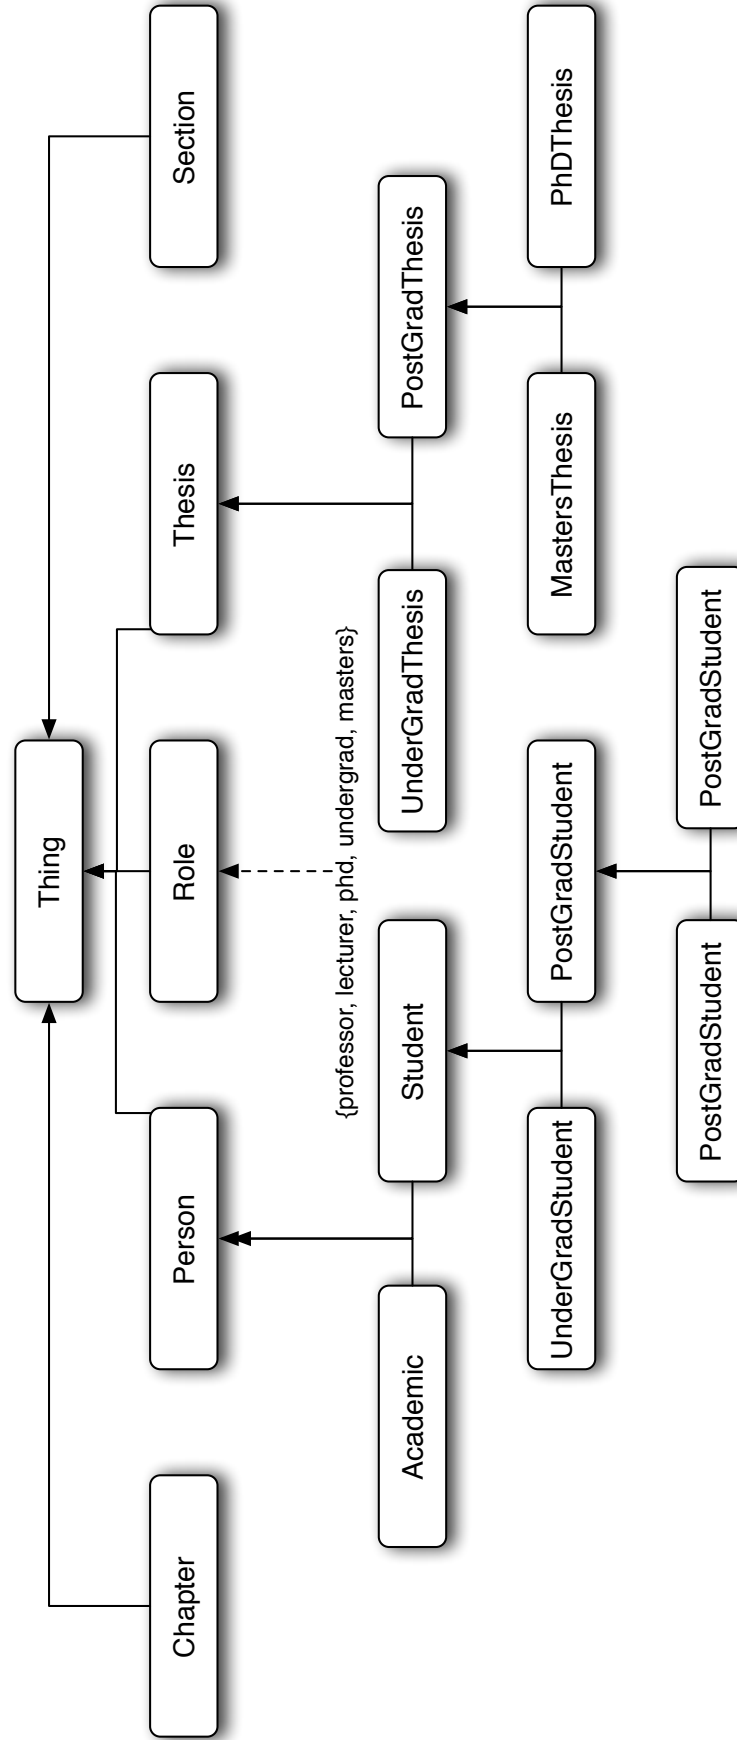 Thing
Chapter
Person
Role
Thesis
Section
{professor, lecturer, phd, undergrad, masters}
Academic
Student
UnderGradThesis
PostGradThesis
UnderGradStudent
PostGradStudent
MastersThesis
PhDThesis
PostGradStudent
PostGradStudent